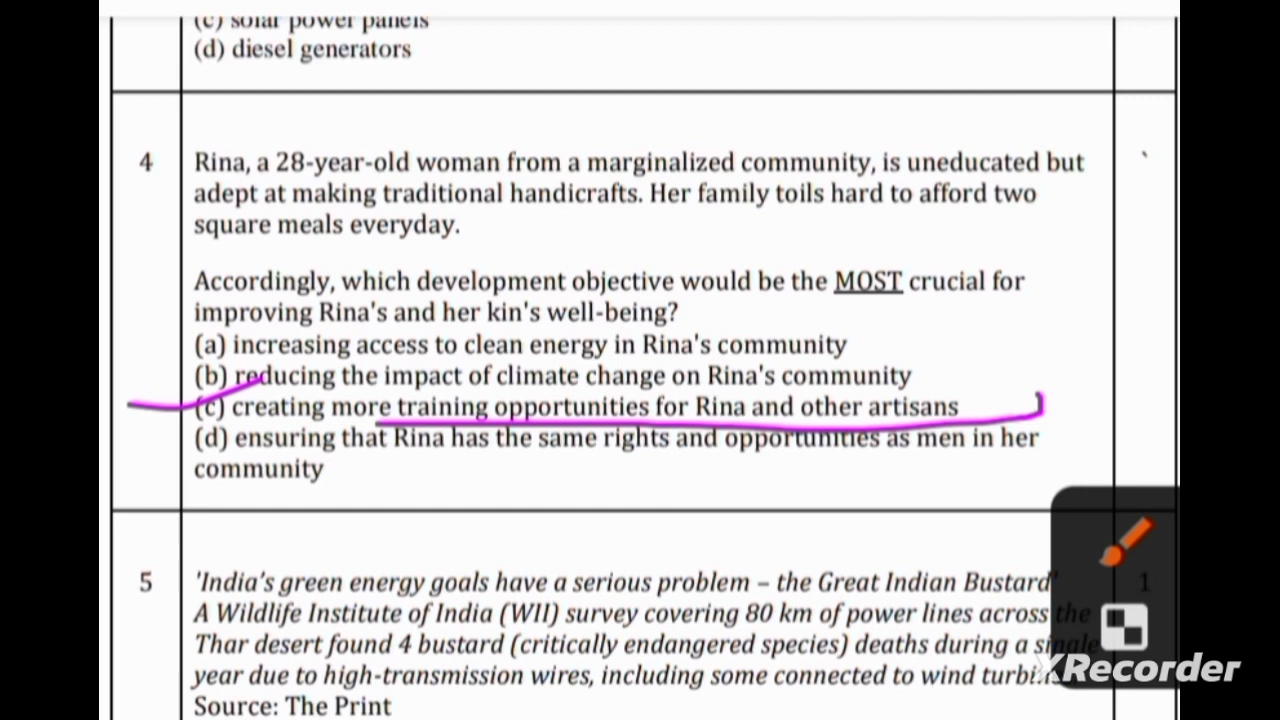 (c) solar power panels
(d) diesel generators
4
Rina, a 28-year-old woman from a marginalized community, is uneducated but
adept at making traditional handicrafts. Her family toils hard to afford two
square meals everyday.
Accordingly, which development objective would be the MOST crucial for
improving Rina's and her kin's well-being?
(a) increasing access to clean energy in Rina's community
(b) reducing the impact of climate change on Rina's community
(c) creating more training opportunities for Rina and other artisans
(d) ensuring that Rina has the same rights and opportunities as men in her
community
5
'India's green energy goals have a serious problem – the Great Indian Bustard'
1
A Wildlife Institute of India (WII) survey covering 80 km of power lines across the
Thar desert found 4 bustard (critically endangered species) deaths during a single
year due to high-transmission wires, including some connected to wind
Source: The Print
XRecorder